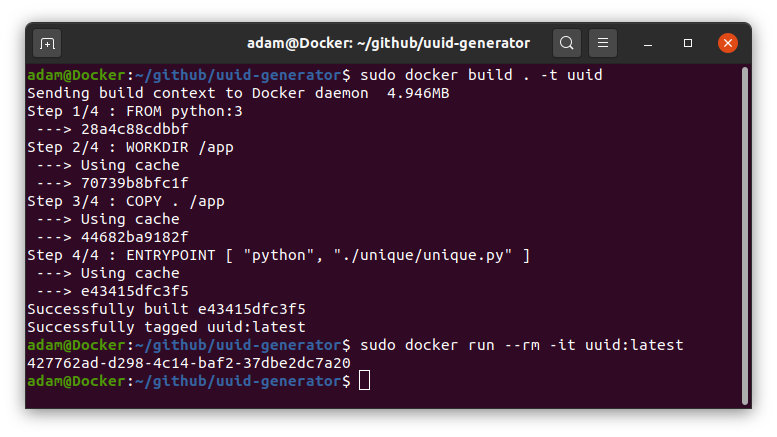 adam@Docker: ~/github/uuid-generator
adam@Docker:~/github/uuid-generator$ sudo docker build . -t uuid
Sending build context to Docker daemon  4.946MB
Step 1/4 : FROM python:3
 ---> 28a4c88cdbbf
Step 2/4 : WORKDIR /app
 ---> Using cache
 ---> 70739b8bfc1f
Step 3/4 : COPY . /app
 ---> Using cache
 ---> 44682ba9182f
Step 4/4 : ENTRYPOINT [ "python", "./unique/unique.py" ]
 ---> Using cache
 ---> e43415dfc3f5
Successfully built e43415dfc3f5
Successfully tagged uuid:latest
adam@Docker:~/github/uuid-generator$ sudo docker run --rm -it uuid:latest
427762ad-d298-4c14-baf2-37dbe2dc7a20
adam@Docker:~/github/uuid-generator$